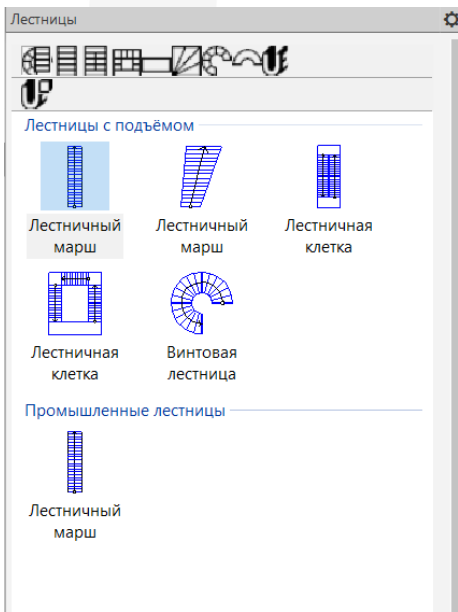 Лестницы
Лестницы с подъёмом
Лестничный марш
Лестничный марш
Лестничная клетка
Лестничная клетка
Винтовая лестница
Промышленные лестницы
Лестничный марш